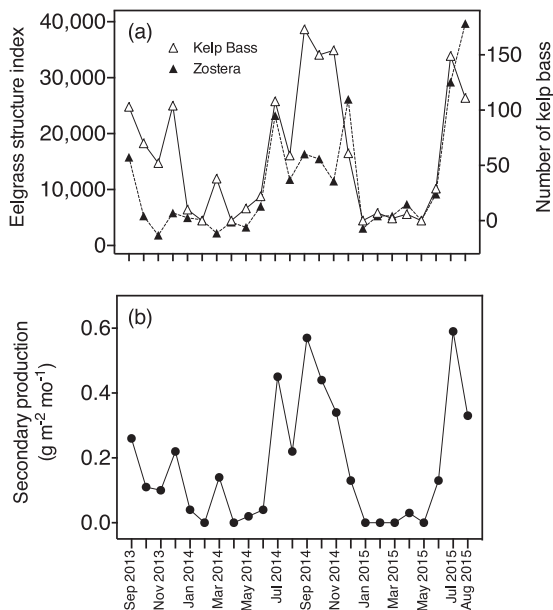 (a)
Kelp Bass
Zostera
Eelgrass structure index
40,000
30,000
20,000
10,000
0
Number of kelp bass
150
100
50
0
(b)
Secondary production
(g m-2 mo-1)
0.6
0.4
0.2
0.0
Sep 2013
Nov 2013
Jan 2014
Mar 2014
May 2014
Jul 2014
Sep 2014
Nov 2014
Jan 2015
Mar 2015
May 2015
Jul 2015
Aug 2015